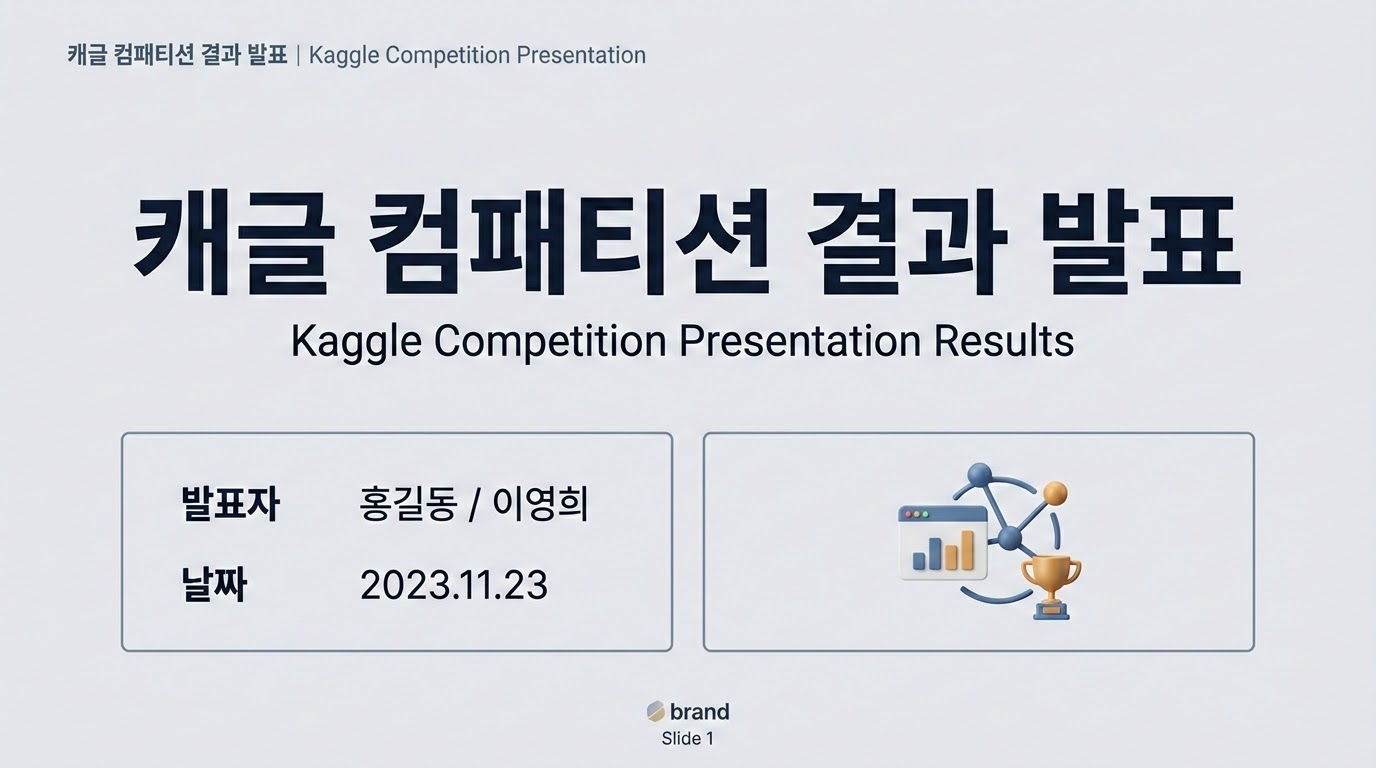 캐글 컴패티션 결과 발표 | Kaggle Competition Presentation
캐글 컴패티션 결과 발표
Kaggle Competition Presentation Results
발표자 홍길동 / 이영희
날짜 2023.11.23
brand
Slide 1